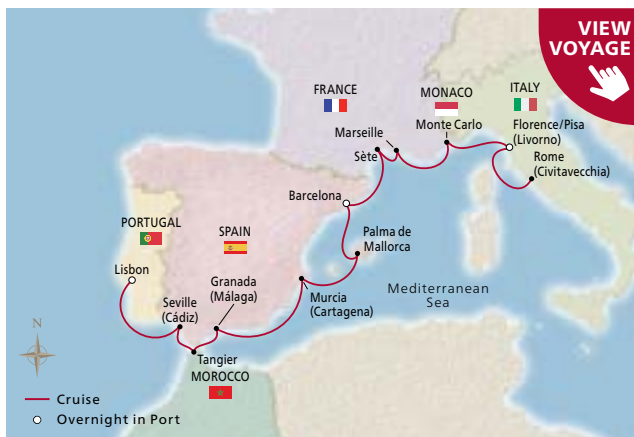 VIEW
VOYAGE
FRANCE
MONACO
ITALY
Marseille
Monte Carlo
Florence/Pisa
(Livorno)
Sète
Rome
(Civitavecchia)
Barcelona
PORTUGAL
SPAIN
Palma de
Mallorca
Lisbon
Granada
(Málaga)
Seville
(Cádiz)
Murcia
(Cartagena)
Mediterranean
Sea
N
Tangier
MOROCCO
Cruise
Overnight in Port